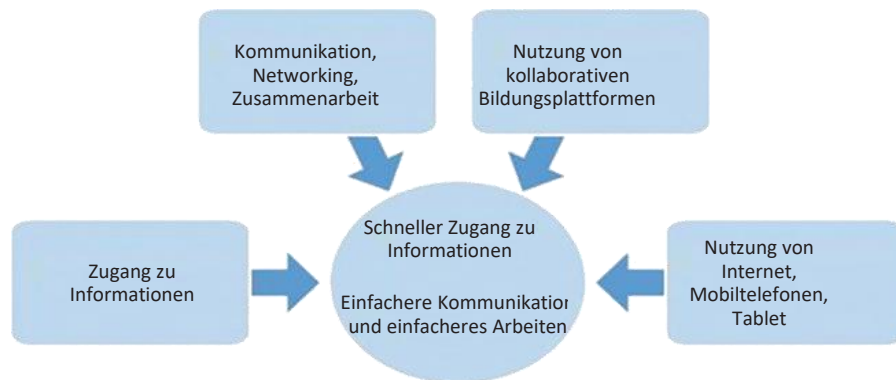 Kommunikation,
Networking,
Zusammenarbeit
Nutzung von
kollaborativen
Bildungsplattformen
Schneller Zugang zu
Informationen
Einfachere Kommunikation
und einfacheres Arbeiten
Zugang zu
Informationen
Nutzung von
Internet,
Mobiltelefonen,
Tablet